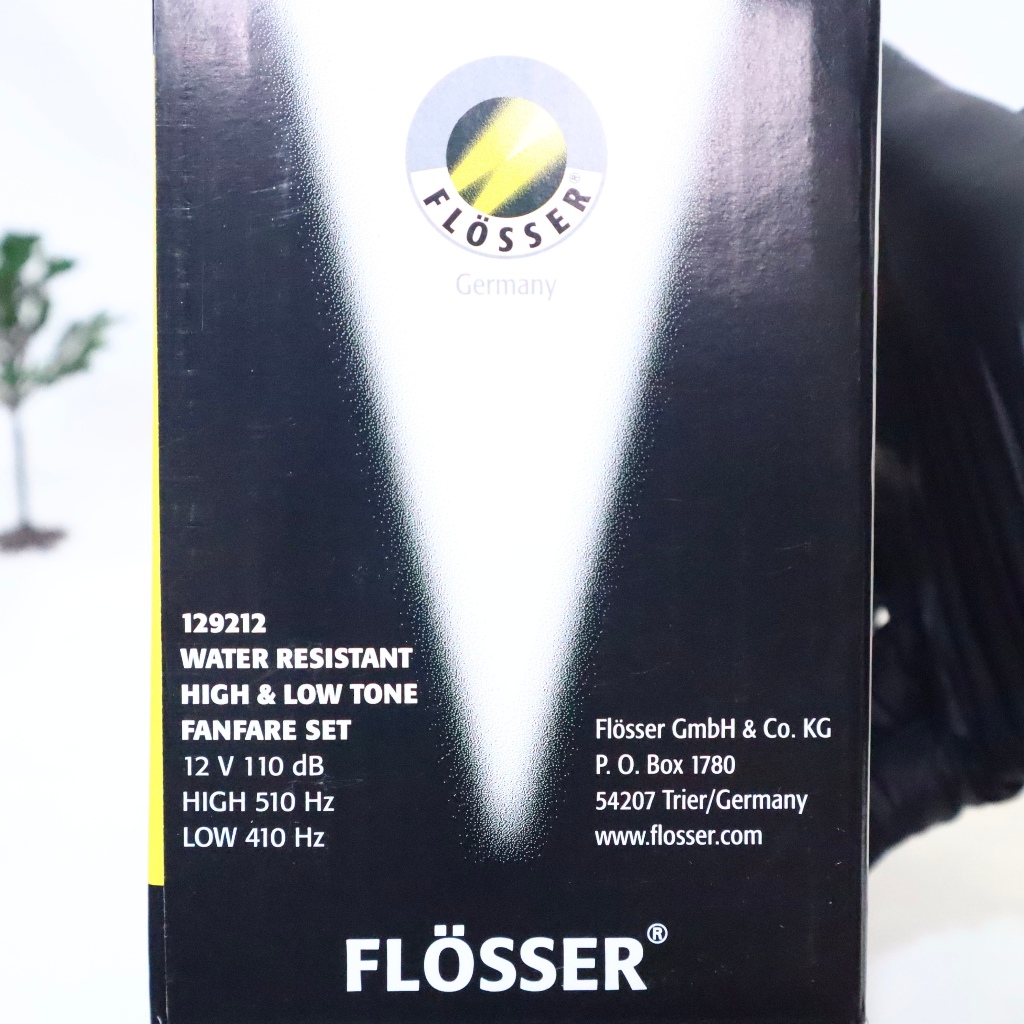 FLÖSSER®
Germany
129212
WATER RESISTANT
HIGH & LOW TONE
FANFARE SET
12 V 110 dB
HIGH 510 Hz
LOW 410 Hz
Flösser GmbH & Co. KG
P. O. Box 1780
54207 Trier/Germany
www.flosser.com
FLÖSSER®